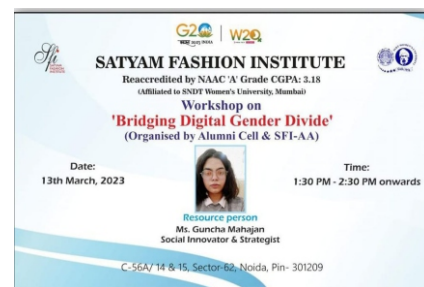 G20
W20
Sfi
SATYAM FASHION INSTITUTE
Reaccredited by NAAC 'A' Grade CGPA: 3.18
(Affiliated to SNDT Women's University, Mumbai)
Workshop on
'Bridging Digital Gender Divide'
(Organised by Alumni Cell & SFI-AA)
Date:
13th March, 2023
Time:
1:30 PM - 2:30 PM onwards
Resource person
Ms. Guncha Mahajan
Social Innovator & Strategist
C-56A/ 14 & 15, Sector-62, Noida, Pin- 301209